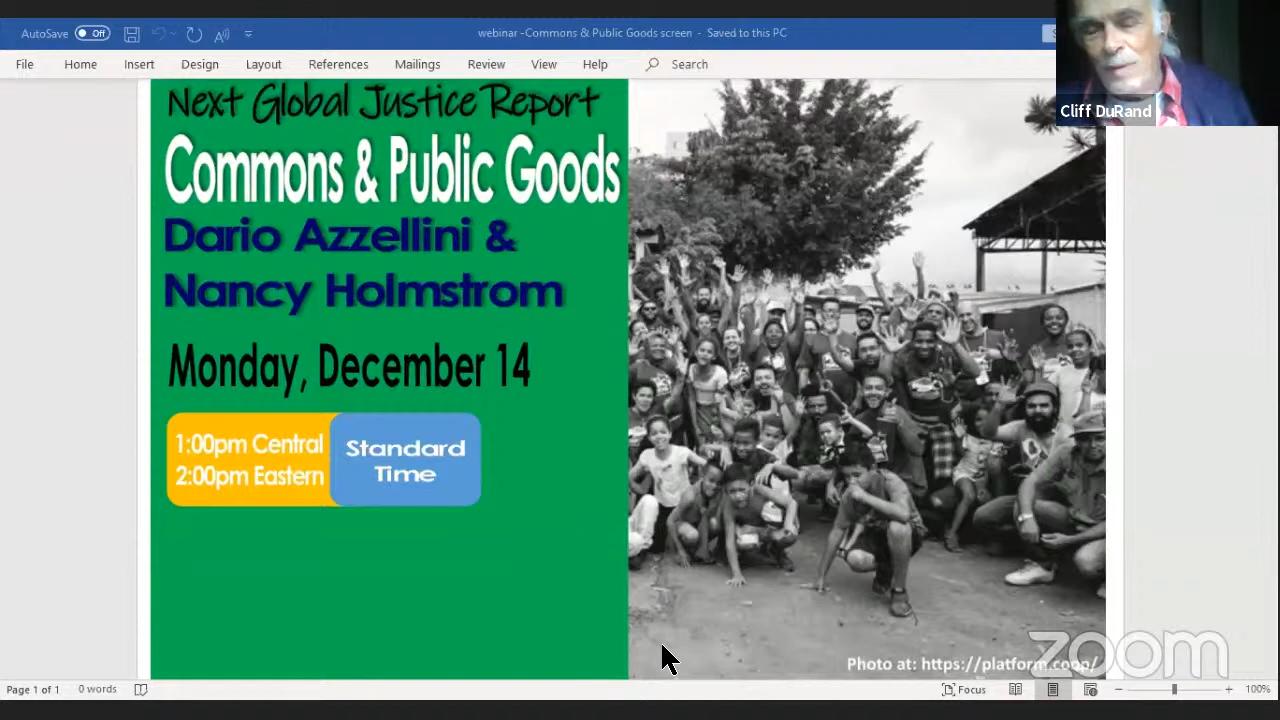 AutoSave Off
webinar -Commons & Public Goods screen - Saved to this PC
File Home Insert Design Layout References Mailings Review View Help Search
Cliff DuRand
Next Global Justice Report
Commons & Public Goods
Dario Azzellini &
Nancy Holmstrom
Monday, December 14
1:00pm Central
2:00pm Eastern
Standard
Time
Photo at: https://platform.coop/
zoom
Page 1 of 1 0 words Focus 100%